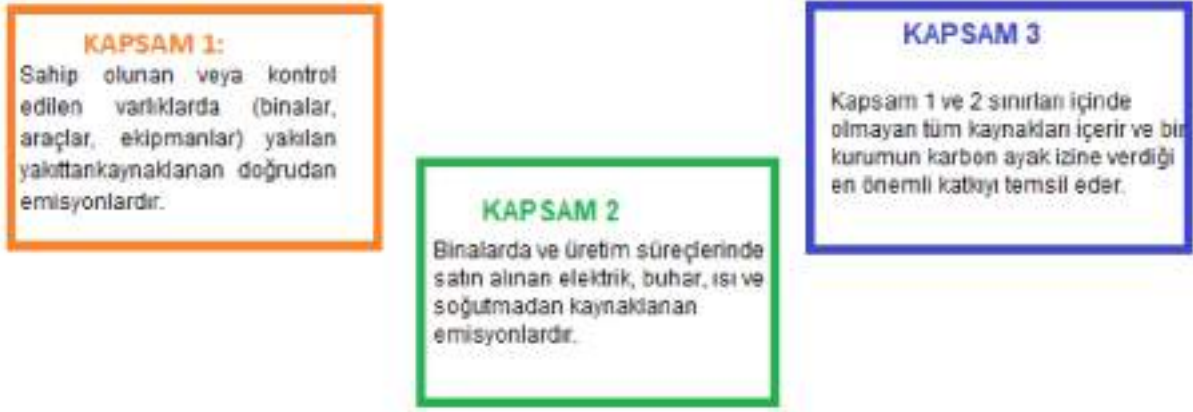 KAPSAM 1:
Sahip olunan veya kontrol
edilen varlıklarda (binalar,
araçlar, ekipmanlar) yakılan
yakıttankaynaklanan doğrudan
emisyonlardır.
KAPSAM 2
Binalarda ve üretim süreçlerinde
satın alınan elektrik, buhar, ısı ve
soğutmadan kaynaklanan
emisyonlardır.
KAPSAM 3
Kapsam 1 ve 2 sınırları içinde
olmayan tüm kaynakları içerir ve bir
kurumun karbon ayak izine verdiği
en önemli katkıyı temsil eder.